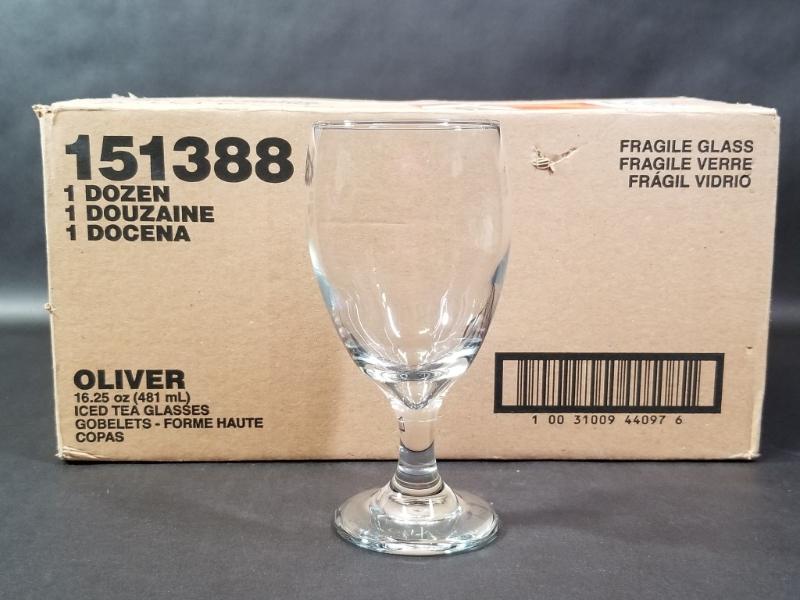 151388
1 DOZEN
1 DOUZAINE
1 DOCENA
FRAGILE GLASS
FRAGILE VERRE
FRÁGIL VIDRIO
OLIVER
16.25 oz (481 mL)
ICED TEA GLASSES
GOBELETS - FORME HAUTE
COPAS
1 00 31009 44097 6